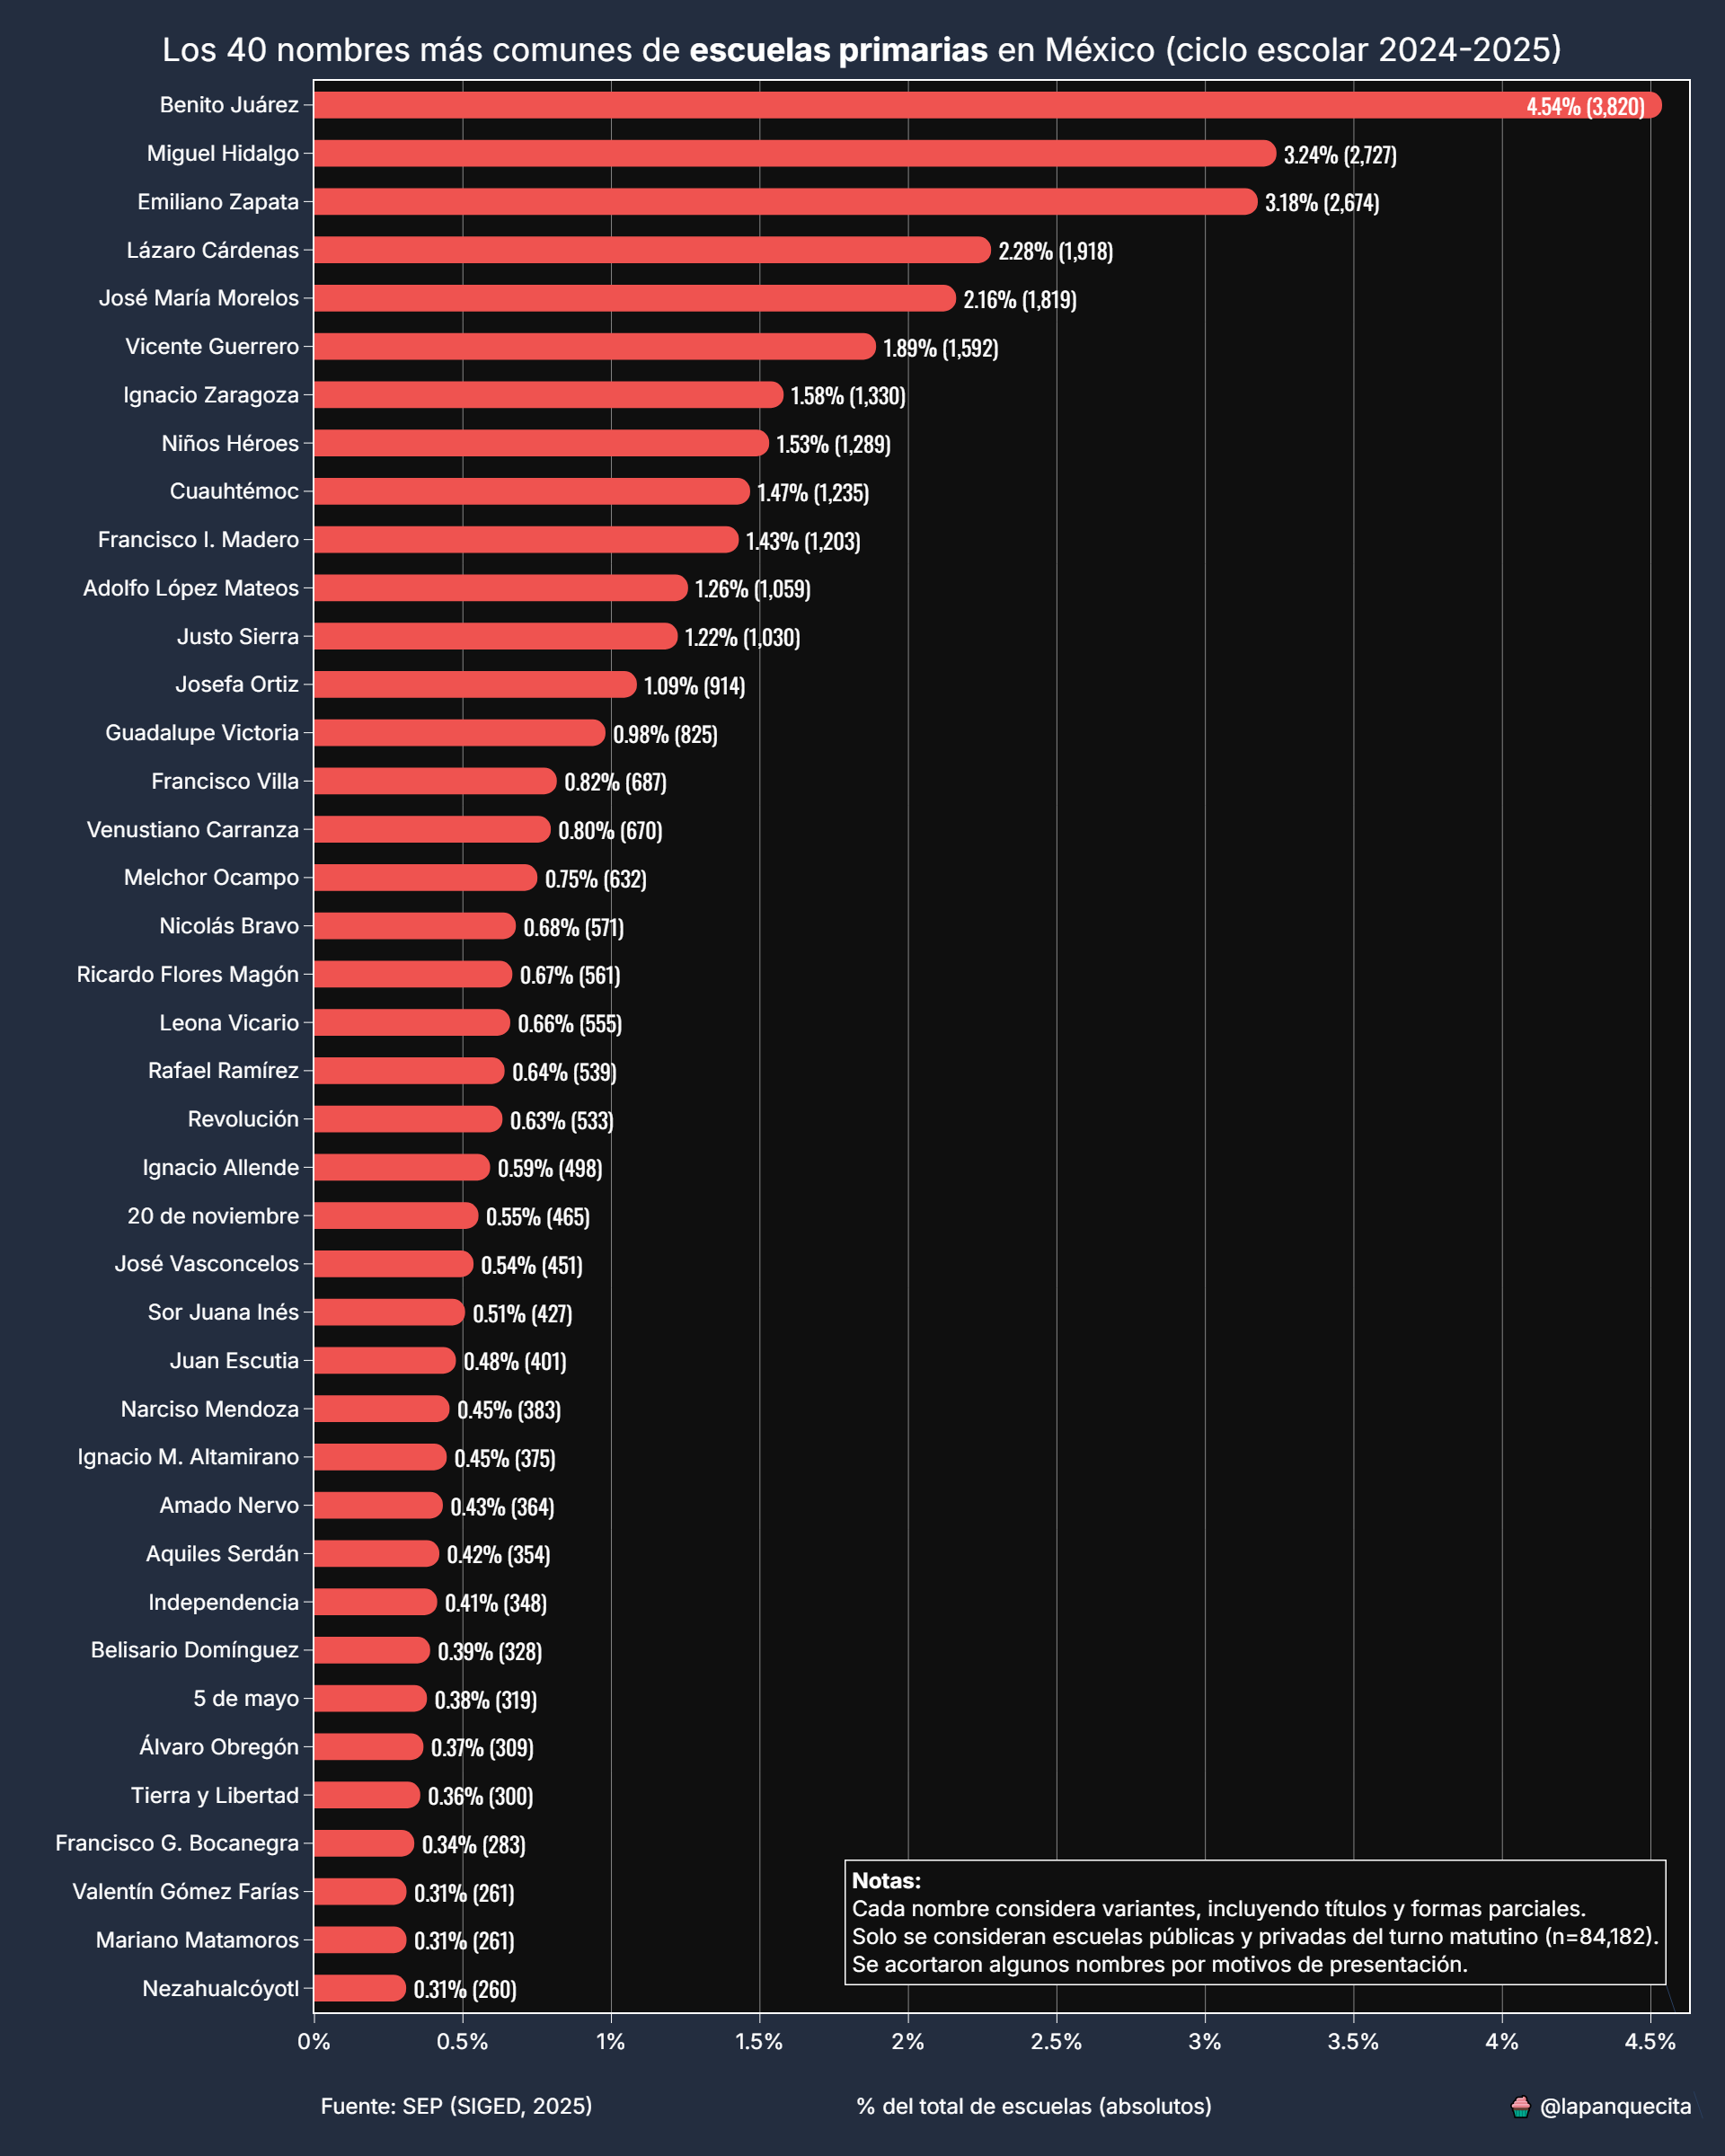 Los 40 nombres más comunes de escuelas primarias en México (ciclo escolar 2024-2025)
Benito Juárez 4.54% (3,820)
Miguel Hidalgo 3.24% (2,727)
Emiliano Zapata 3.18% (2,674)
Lázaro Cárdenas 2.28% (1,918)
José María Morelos 2.16% (1,819)
Vicente Guerrero 1.89% (1,592)
Ignacio Zaragoza 1.58% (1,330)
Niños Héroes 1.53% (1,289)
Cuauhtémoc 1.47% (1,235)
Francisco I. Madero 1.43% (1,203)
Adolfo López Mateos 1.26% (1,059)
Justo Sierra 1.22% (1,030)
Josefa Ortiz 1.09% (914)
Guadalupe Victoria 0.98% (825)
Francisco Villa 0.82% (687)
Venustiano Carranza 0.80% (670)
Melchor Ocampo 0.75% (632)
Nicolás Bravo 0.68% (571)
Ricardo Flores Magón 0.67% (561)
Leona Vicario 0.66% (555)
Rafael Ramírez 0.64% (539)
Revolución 0.63% (533)
Ignacio Allende 0.59% (498)
20 de noviembre 0.55% (465)
José Vasconcelos 0.54% (451)
Sor Juana Inés 0.51% (427)
Juan Escutia 0.48% (401)
Narciso Mendoza 0.45% (383)
Ignacio M. Altamirano 0.45% (375)
Amado Nervo 0.43% (364)
Aquiles Serdán 0.42% (354)
Independencia 0.41% (348)
Belisario Domínguez 0.39% (328)
5 de mayo 0.38% (319)
Álvaro Obregón 0.37% (309)
Tierra y Libertad 0.36% (300)
Francisco G. Bocanegra 0.34% (283)
Valentín Gómez Farías 0.31% (261)
Mariano Matamoros 0.31% (261)
Nezahualcóyotl 0.31% (260)
Notas:
Cada nombre considera variantes, incluyendo títulos y formas parciales.
Solo se consideran escuelas públicas y privadas del turno matutino (n=84,182).
Se acortaron algunos nombres por motivos de presentación.
0% 0.5% 1% 1.5% 2% 2.5% 3% 3.5% 4% 4.5%
Fuente: SEP (SIGED, 2025) % del total de escuelas (absolutos) @lapanquecita